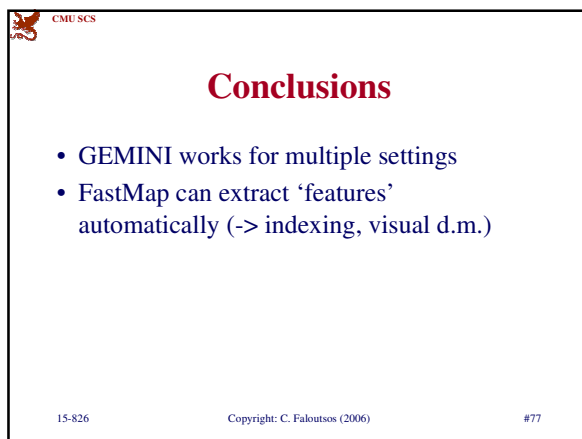 CMU SCS
Conclusions
• GEMINI works for multiple settings
• FastMap can extract ‘features’
automatically (-> indexing, visual d.m.)
15-826 Copyright: C. Faloutsos (2006) #77